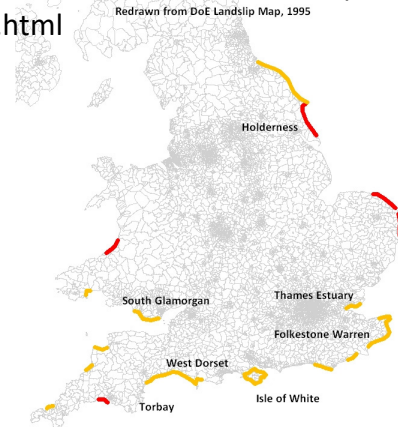 Redrawn from DoE Landslip Map, 1995
.html
Holderness
South Glamorgan
Thames Estuary
Folkestone Warren
West Dorset
Isle of White
Torbay